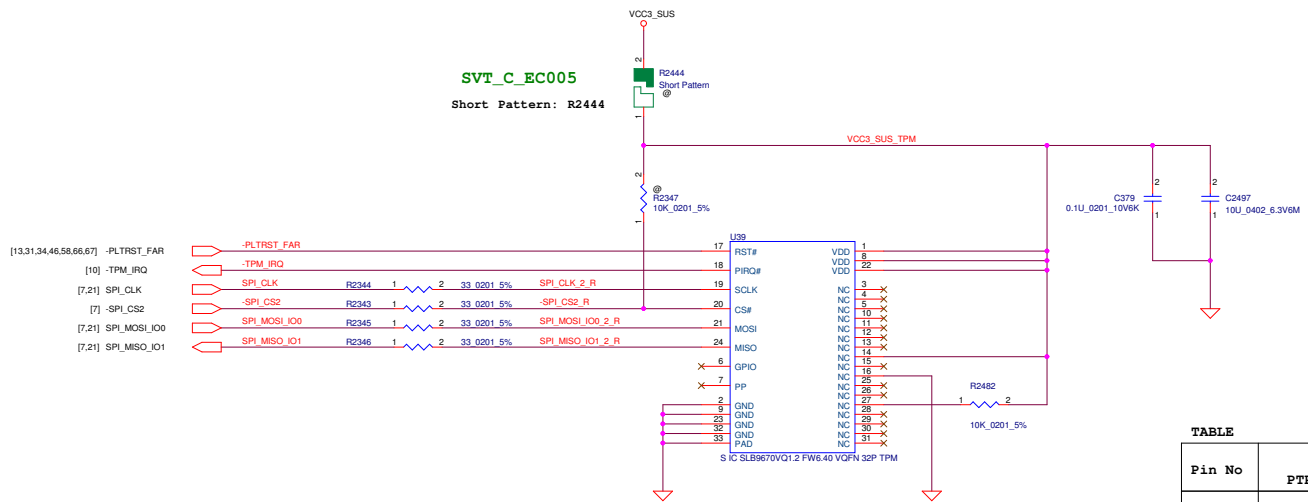 VCC3_SUS
2
R2444
Short Pattern
@
1
SVT_C_EC005
Short Pattern: R2444
VCC3_SUS_TPM
2
@
R2347
10K_0201_5%
1
C379
0.1U_0201_10V6K
2
1
C2497
10U_0402_6.3V6M
2
1
U39
[13,31,34,46,58,66,67] -PLTRST_FAR -PLTRST_FAR 17 RST# VDD 1
VDD 8
[10] -TPM_IRQ -TPM_IRQ 18 PIRQ# VDD 22
[7,21] SPI_CLK SPI_CLK R2344 1 2 33_0201_5% SPI_CLK_2_R 19 SCLK NC 3
NC 4
[7] -SPI_CS2 -SPI_CS2 R2343 1 2 33_0201_5% -SPI_CS2_R 20 CS# NC 5
NC 10
[7,21] SPI_MOSI_IO0 SPI_MOSI_IO0 R2345 1 2 33_0201_5% SPI_MOSI_IO0_2_R 21 MOSI NC 11
NC 12
[7,21] SPI_MISO_IO1 SPI_MISO_IO1 R2346 1 2 33_0201_5% SPI_MISO_IO1_2_R 24 MISO NC 13
NC 14
6 GPIO NC 15
NC 16
7 PP NC 25
NC 26
2 GND NC 27
9 GND NC 28
23 GND NC 29
32 GND NC 30
33 PAD NC 31
R2482
1 2
10K_0201_5%
S IC SLB9670VQ1.2 FW6.40 VQFN 32P TPM
TABLE
Pin No